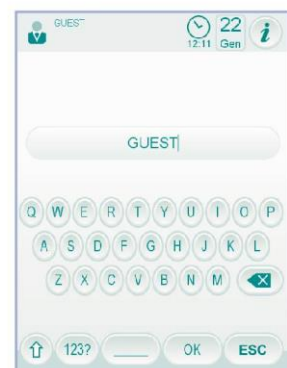 GUEST
12:11
22
Gen
i
GUEST
Q W E R T Y U I O P
A S D F G H J K L
Z X C V B N M
123? OK ESC